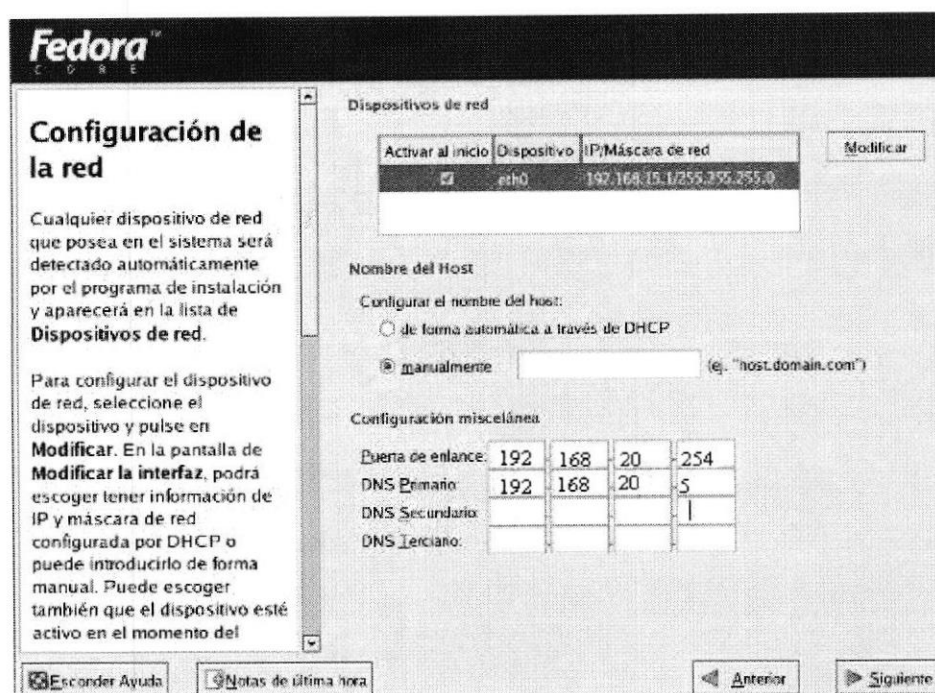 Fedora™
CORE
Configuración de
la red
Cualquier dispositivo de red
que posea en el sistema será
detectado automáticamente
por el programa de instalación
y aparecerá en la lista de
Dispositivos de red.
Para configurar el dispositivo
de red, seleccione el
dispositivo y pulse en
Modificar. En la pantalla de
Modificar la interfaz, podrá
escoger tener información de
IP y máscara de red
configurada por DHCP o
puede introducirlo de forma
manual. Puede escoger
también que el dispositivo esté
activo en el momento del
Dispositivos de red
Activar al inicio Dispositivo IP/Máscara de red
eth0 192.168.15.1/255.255.255.0
Modificar
Nombre del Host
Configurar el nombre del host:
de forma automática a través de DHCP
manualmente (ej. "host.domain.com")
Configuración miscelánea
Puerta de enlance: 192 . 168 . 20 . 254
DNS Primario: 192 . 168 . 20 . 5
DNS Secundario: . . .
DNS Terciario: . . .
Esconder Ayuda Notas de última hora Anterior Siguiente